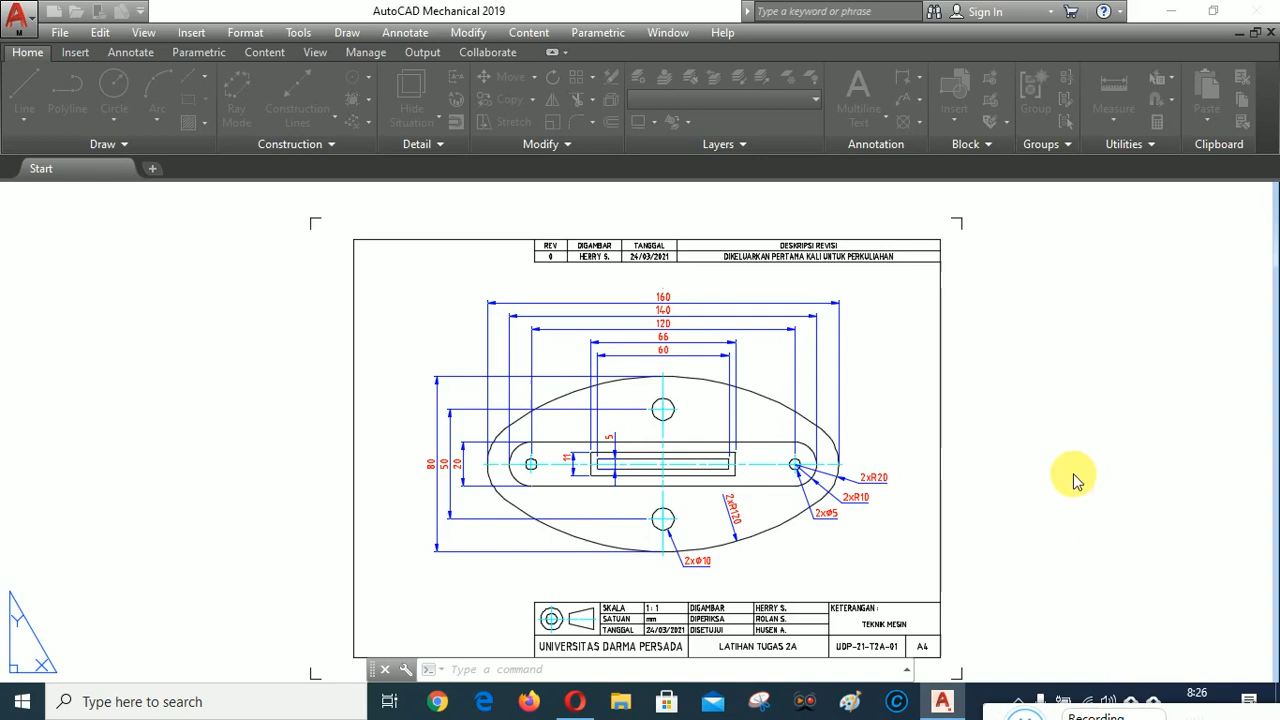 AutoCAD Mechanical 2019
Type a keyword or phrase
Sign In
File Edit View Insert Format Tools Draw Annotate Modify Content Parametric Window Help
Home Insert Annotation Parametric Content View Manage Output Collaborate
Line Polyline Circle Arc
Ray Mode
Construction Lines
Hide Situation
Move
Copy
Stretch
Multiline Text
Insert
Group
Measure
Paste
Draw Construction Detail Modify Layers Annotation Block Groups Utilities Clipboard
Start
REV DIGAMBAR TANGGAL DESKRIPSI REVISI
0 HERRY S. 24/03/2021 DIKELUARKAN PERTAMA KALI UNTUK PERKULIAHAN
160
140
120
66
60
5
11
80
50
20
2xR20
2xR10
2xø5
2xR120
2xø10
SKALA 1: 1 DIGAMBAR HERRY S. KETERANGAN :
SATUAN mm DIPERIKSA ROLAN S. TEKNIK MESIN
TANGGAL 24/03/2021 DISETUJUI HUSEN A.
UNIVERSITAS DARMA PERSADA LATIHAN TUGAS 2A UDP-21-T2A-01 A4
Y
X
Type a command
Type here to search
8:26
Recording